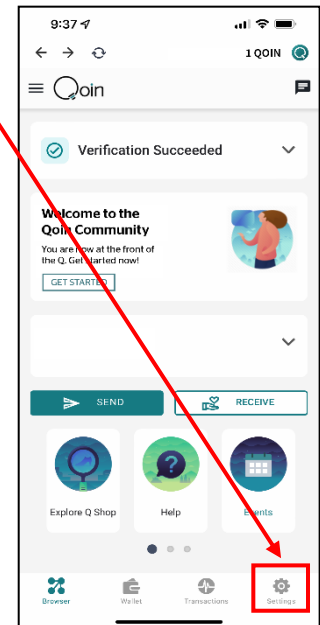 9:37
1 QOIN
Qoin
Verification Succeeded
Welcome to the
Qoin Community
You are now at the front of
the Q. Get started now!
GET STARTED
SEND
RECEIVE
Explore Q Shop
Help
Events
Browser
Wallet
Transactions
Settings